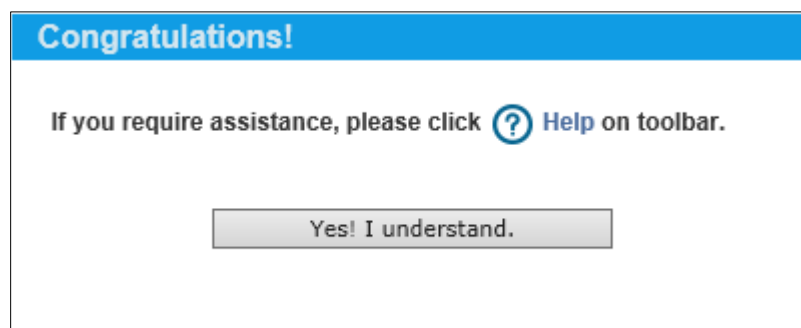 Congratulations!
If you require assistance, please click ? Help on toolbar.
Yes! I understand.